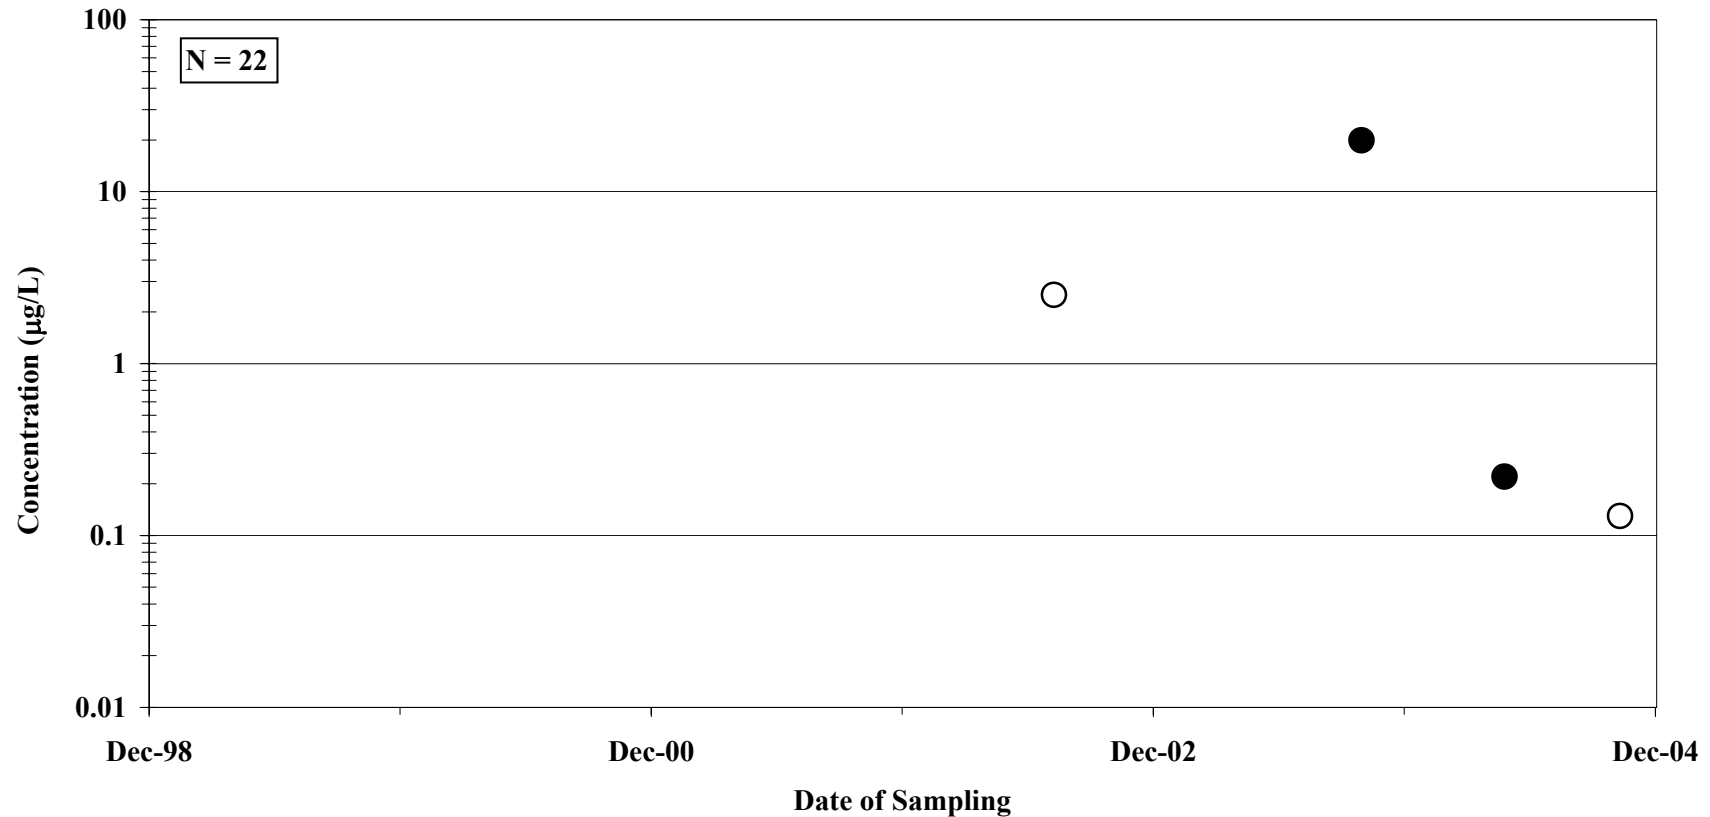 100
N = 22
10
1
0.1
0.01
Concentration (µg/L)
Dec-98 Dec-00 Dec-02 Dec-04
Date of Sampling